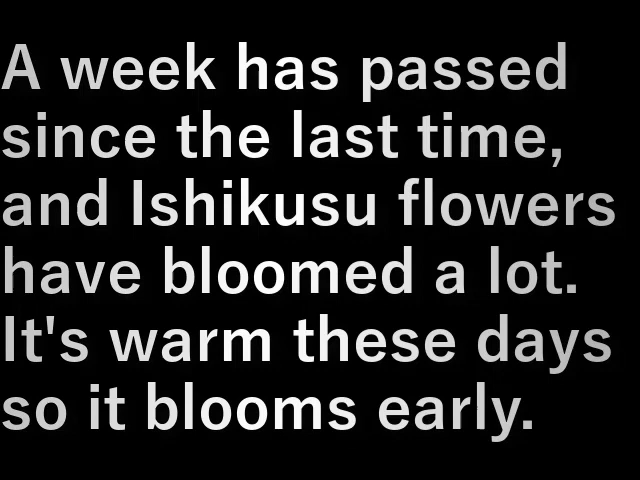 A week has passed
since the last time,
and Ishikusu flowers
have bloomed a lot.
It's warm these days
so it blooms early.